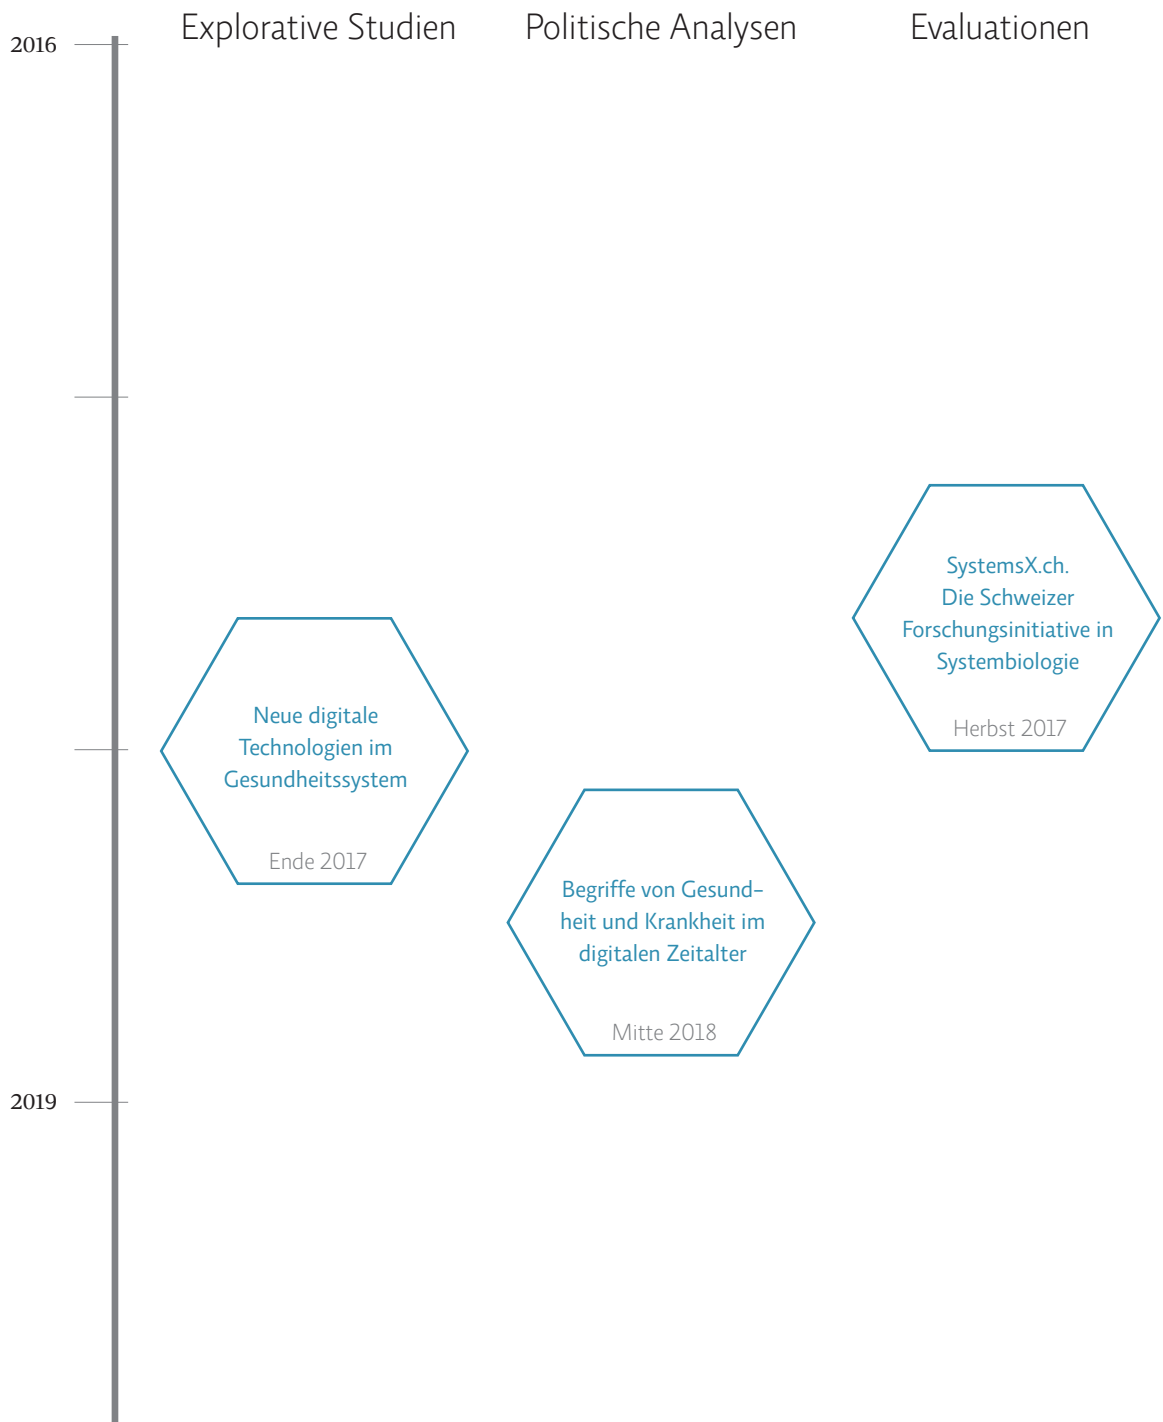 Explorative Studien
Politische Analysen
Evaluationen
2016
SystemsX.ch.
Die Schweizer
Forschungsinitiative in
Systembiologie
Herbst 2017
Neue digitale
Technologien im
Gesundheitssystem
Ende 2017
Begriffe von Gesund–
heit und Krankheit im
digitalen Zeitalter
Mitte 2018
2019